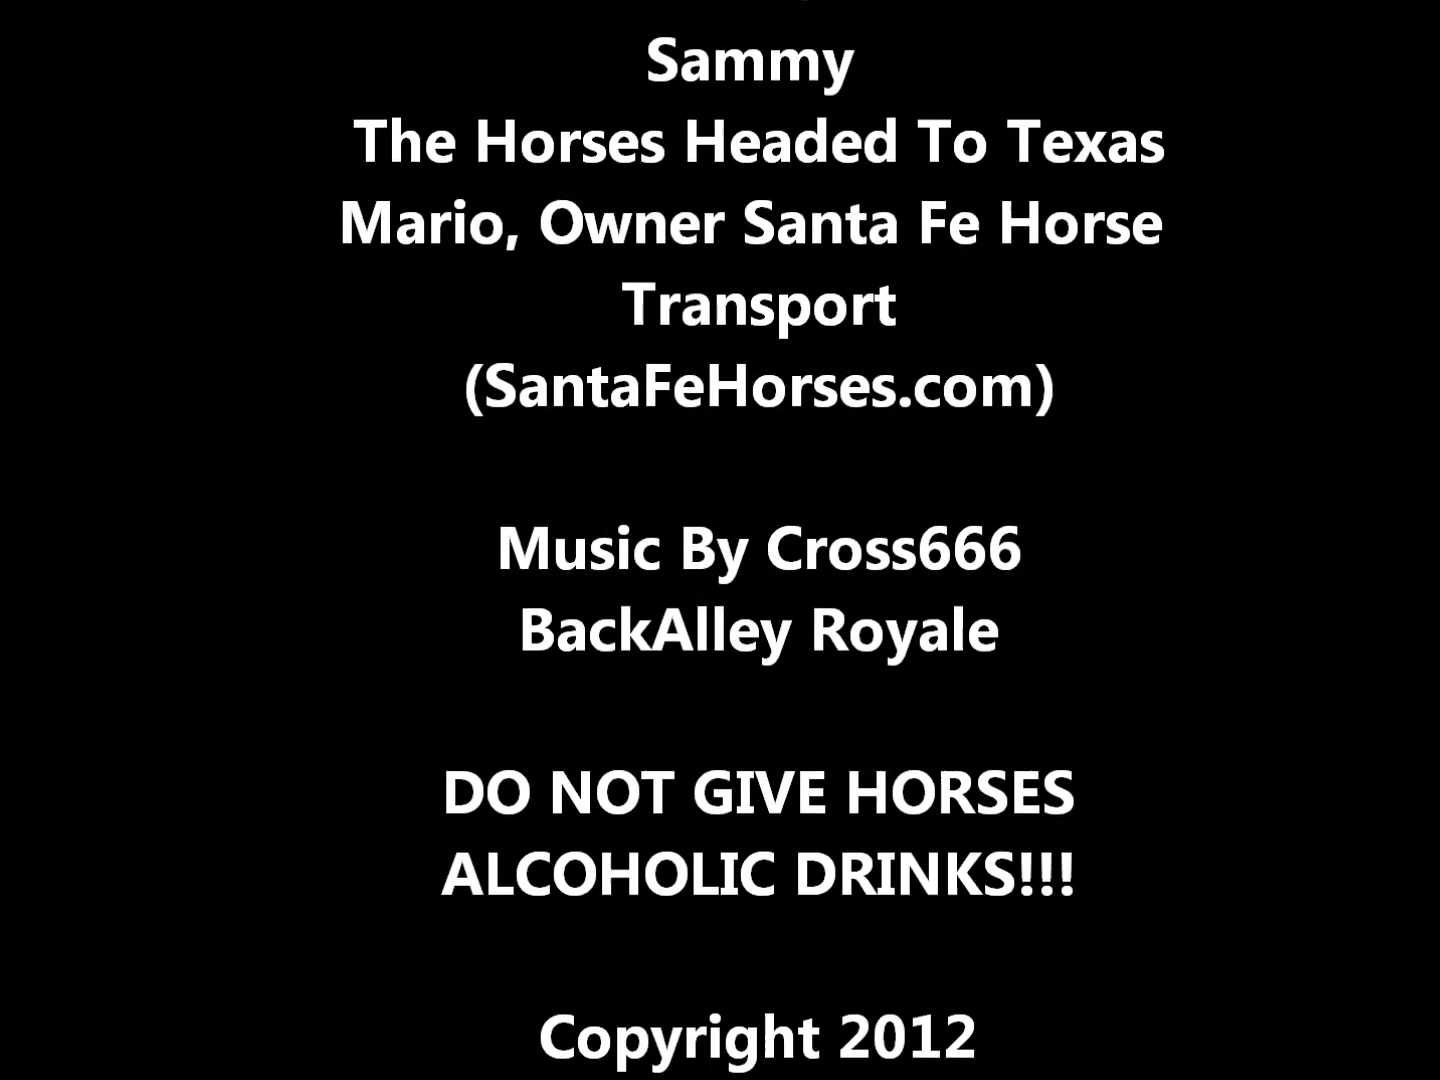 Sammy
The Horses Headed To Texas
Mario, Owner Santa Fe Horse
Transport
(SantaFeHorses.com)
Music By Cross666
BackAlley Royale
DO NOT GIVE HORSES
ALCOHOLIC DRINKS!!!
Copyright 2012